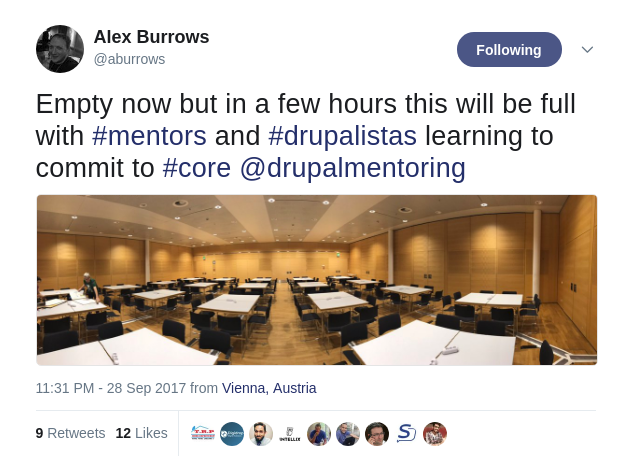 Alex Burrows
@aburrows
Following
Empty now but in a few hours this will be full
with #mentors and #drupalistas learning to
commit to #core @drupalmentoring
11:31 PM - 28 Sep 2017 from Vienna, Austria
9 Retweets 12 Likes